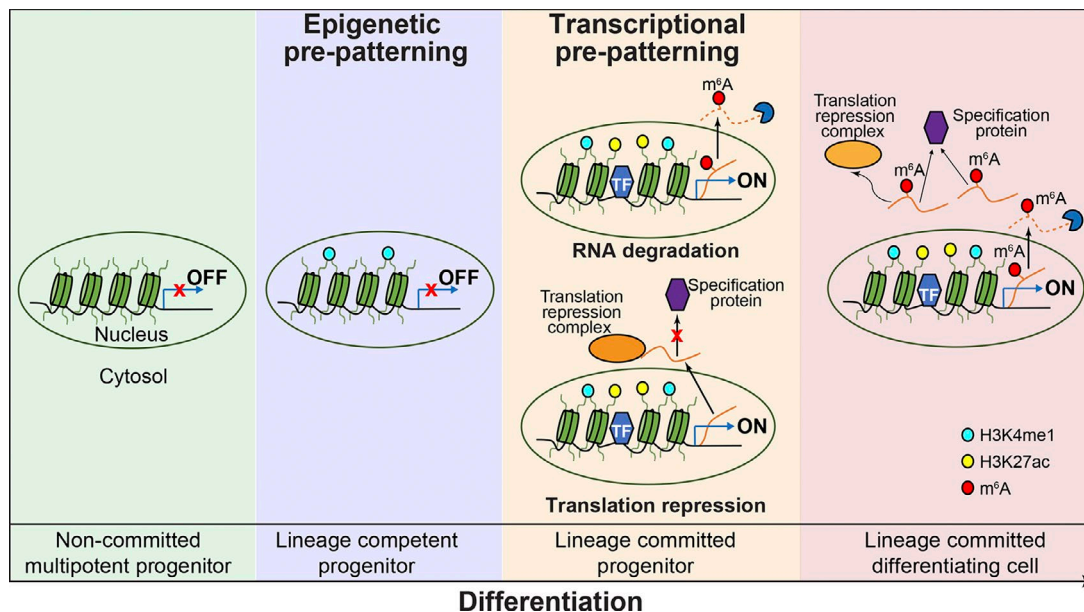 Epigenetic
pre-patterning
Transcriptional
pre-patterning
OFF
Nucleus
Cytosol
OFF
m⁶A
TF
ON
RNA degradation
Translation
repression
complex
Specification
protein
TF
ON
Translation repression
Translation
repression
complex
Specification
protein
m⁶A
m⁶A
m⁶A
m⁶A
TF
ON
H3K4me1
H3K27ac
m⁶A
Non-committed
multipotent progenitor
Lineage competent
progenitor
Lineage committed
progenitor
Lineage committed
differentiating cell
Differentiation